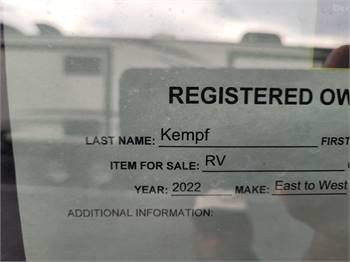 REGISTERED OW
LAST NAME: Kempf FIRST
ITEM FOR SALE: RV
YEAR: 2022 MAKE: East to West
ADDITIONAL INFORMATION: